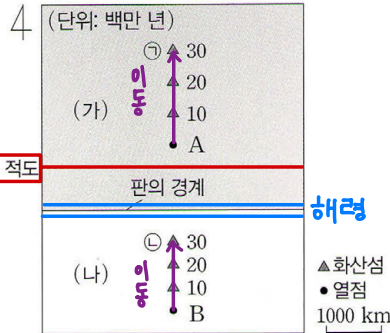 4
(단위: 백만 년)
㉠ 30
이동
20
(가)
10
A
적도
판의 경계
해령
㉡ 30
이동
20
(나)
10
B
화산섬
열점
1000 km